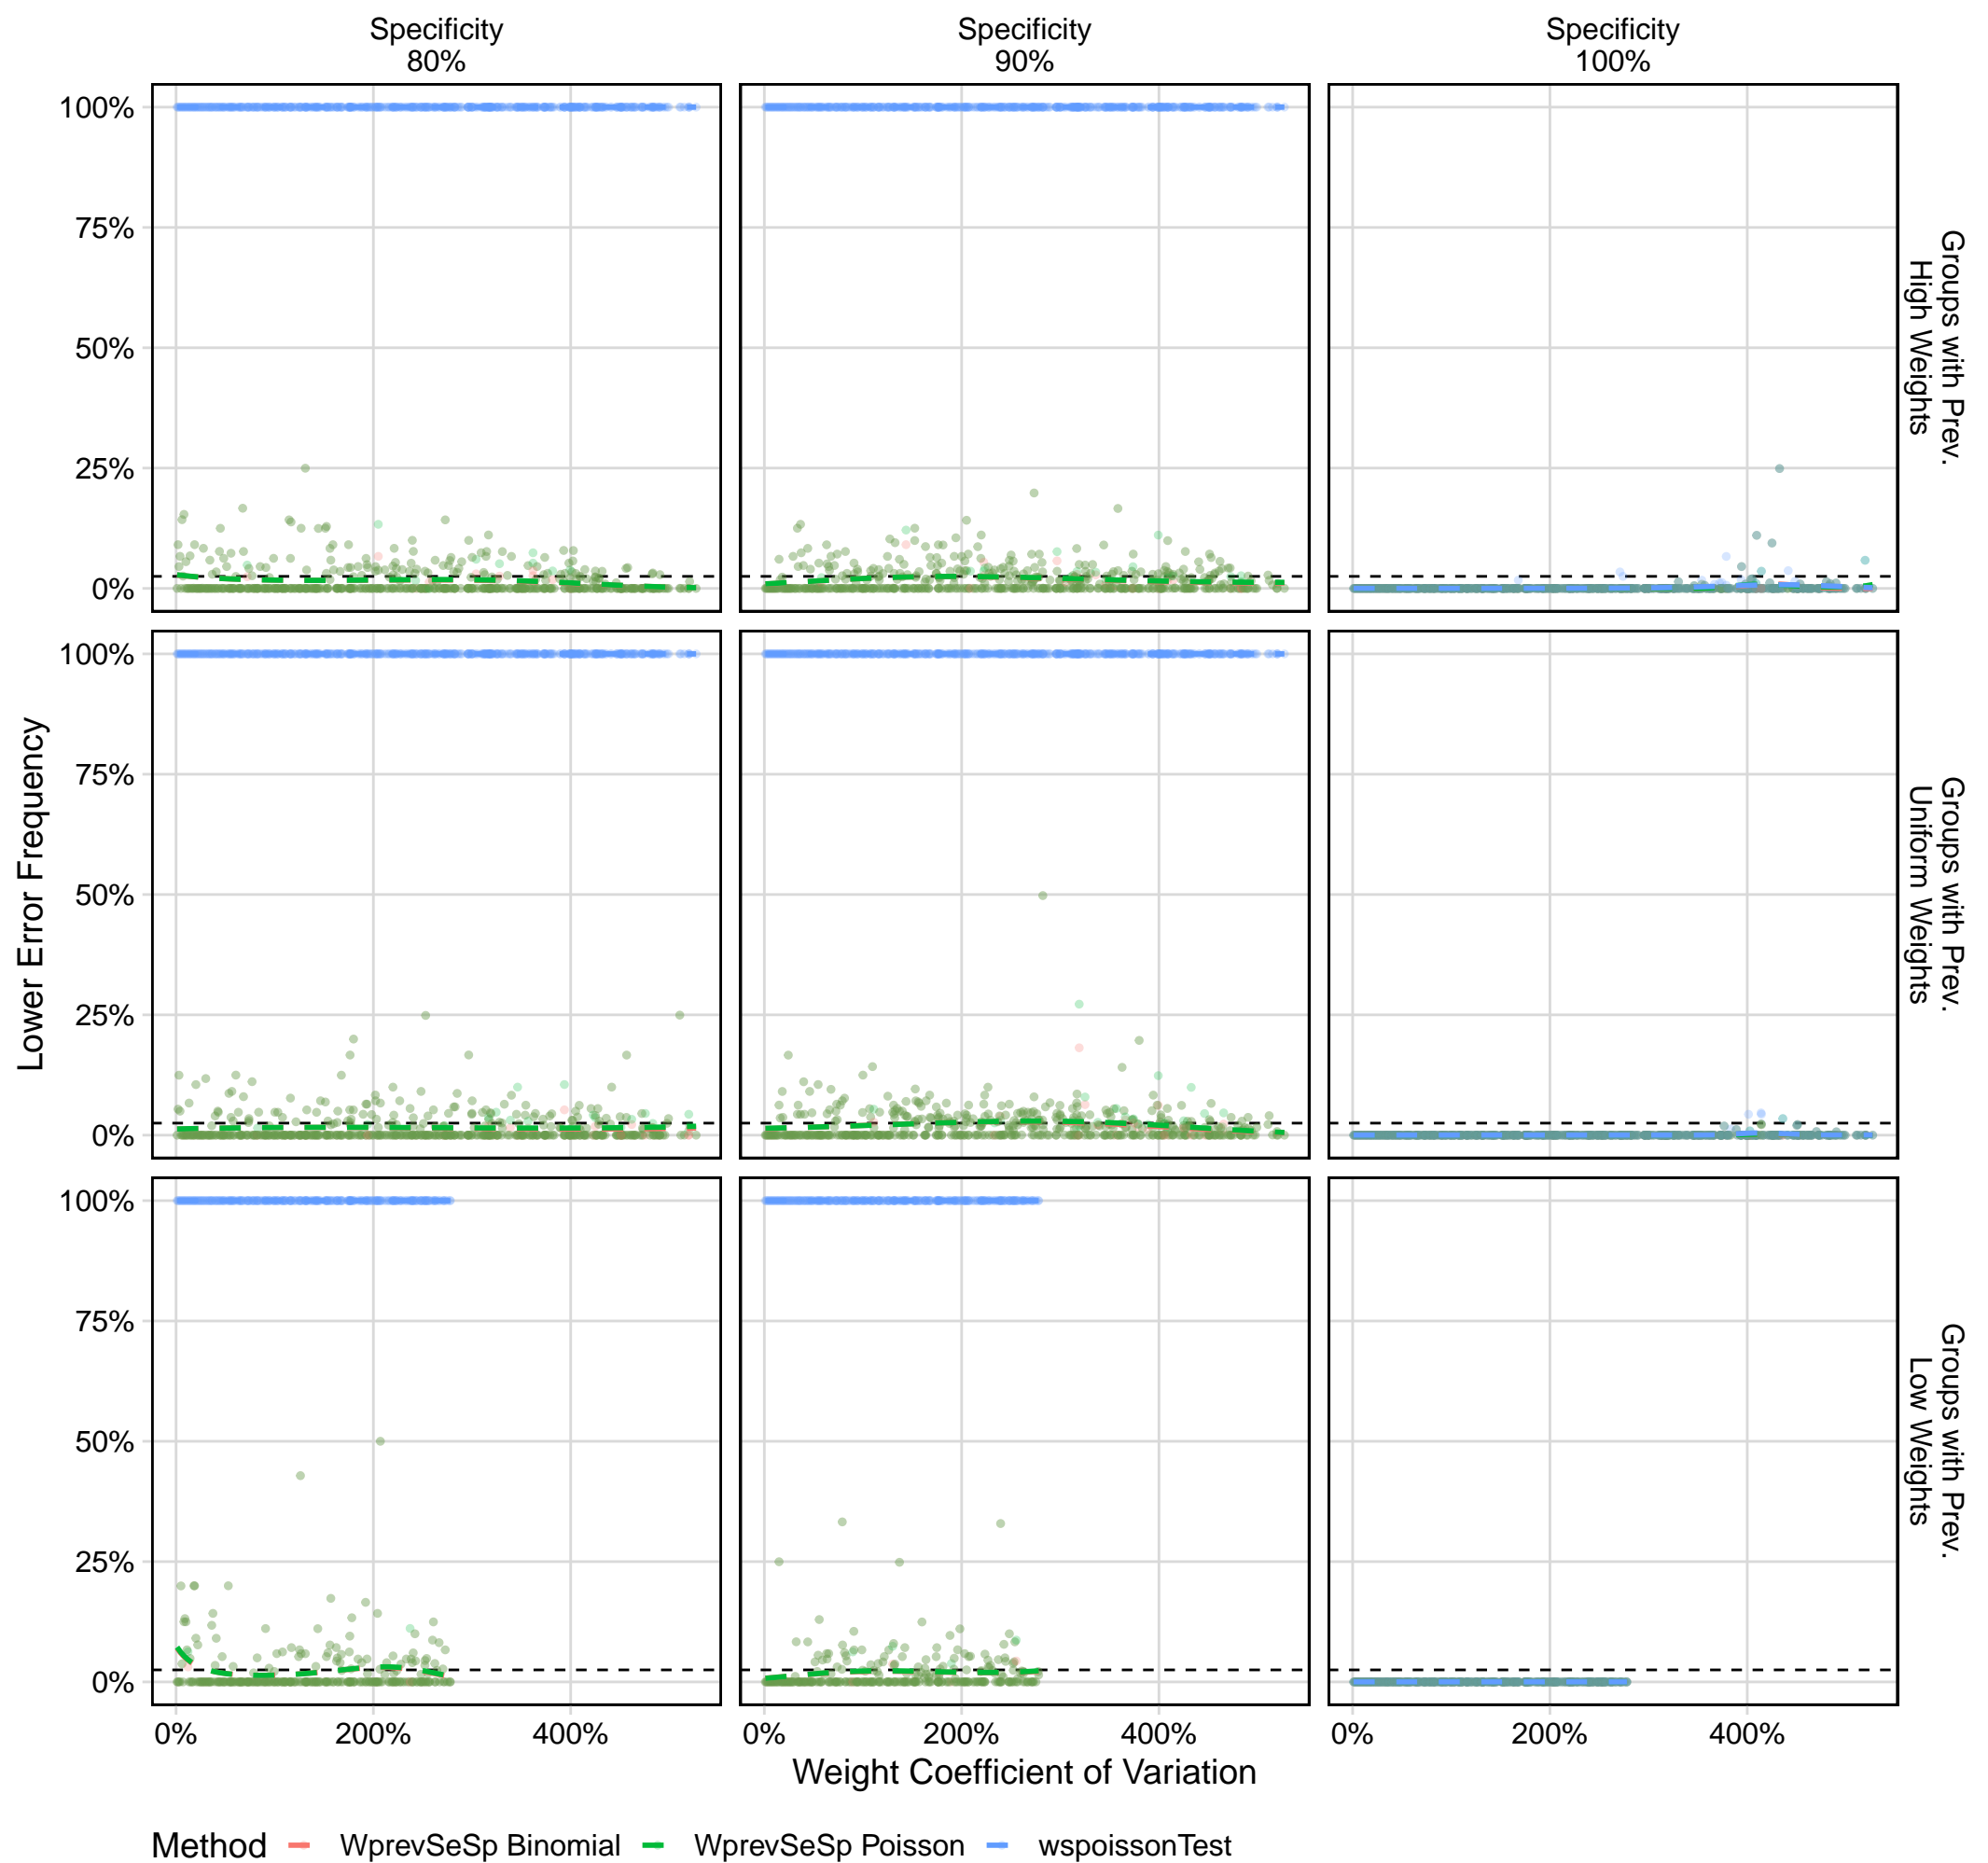 Specificity
80%
Specificity
90%
Specificity
100%
100%
75%
50%
25%
0%
Groups with Prev.
High Weights
100%
75%
50%
25%
0%
Groups with Prev.
Uniform Weights
100%
75%
50%
25%
0%
Groups with Prev.
Low Weights
Lower Error Frequency
0% 200% 400% 0% 200% 400% 0% 200% 400%
Weight Coefficient of Variation
Method WprevSeSp Binomial WprevSeSp Poisson wspoissonTest